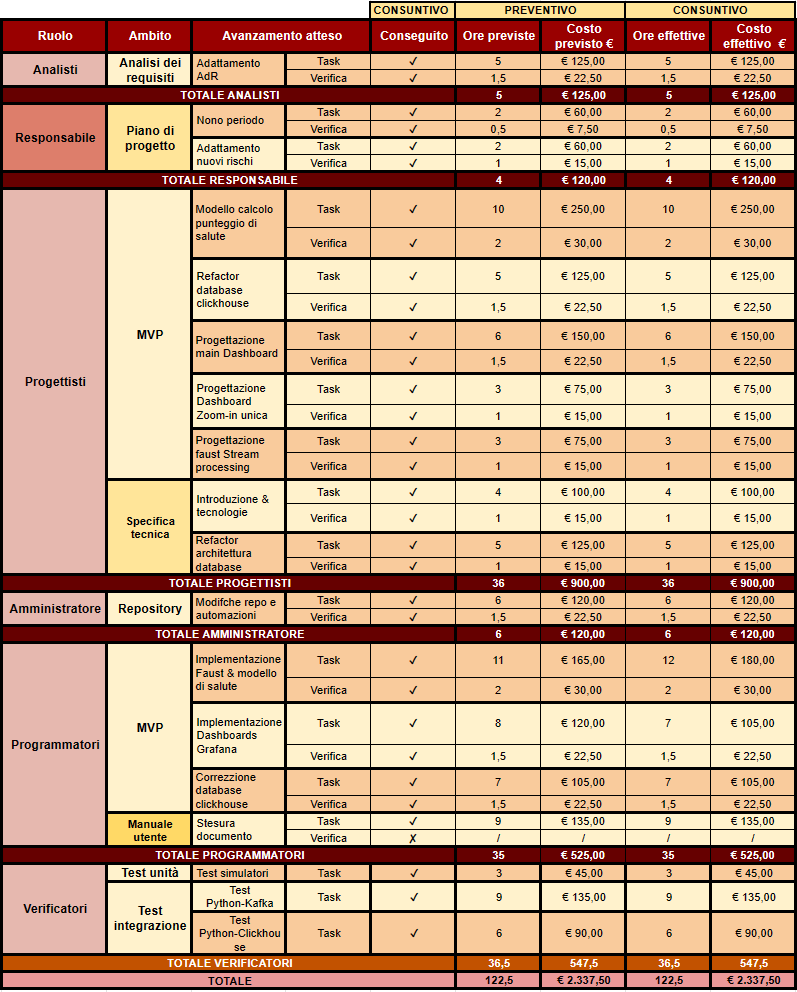 CONSUNTIVO PREVENTIVO CONSUNTIVO
Ruolo Ambito Avanzamento atteso Conseguito Ore previste Costo previsto € Ore effettive Costo effettivo €
Analisti Analisi dei requisiti Adattamento AdR Task ✓ 5 € 125,00 5 € 125,00
Verifica ✓ 1,5 € 22,50 1,5 € 22,50
TOTALE ANALISTI 5 € 125,00 5 € 125,00
Responsabile Piano di progetto Nono periodo Task ✓ 2 € 60,00 2 € 60,00
Verifica ✓ 0,5 € 7,50 0,5 € 7,50
Adattamento nuovi rischi Task ✓ 2 € 60,00 2 € 60,00
Verifica ✓ 1 € 15,00 1 € 15,00
TOTALE RESPONSABILE 4 € 120,00 4 € 120,00
Progettisti MVP Modello calcolo punteggio di salute Task ✓ 10 € 250,00 10 € 250,00
Verifica ✓ 2 € 30,00 2 € 30,00
Refactor database clickhouse Task ✓ 5 € 125,00 5 € 125,00
Verifica ✓ 1,5 € 22,50 1,5 € 22,50
Progettazione main Dashboard Task ✓ 6 € 150,00 6 € 150,00
Verifica ✓ 1,5 € 22,50 1,5 € 22,50
Progettazione Dashboard Zoom-in unica Task ✓ 3 € 75,00 3 € 75,00
Verifica ✓ 1 € 15,00 1 € 15,00
Progettazione faust Stream processing Task ✓ 3 € 75,00 3 € 75,00
Verifica ✓ 1 € 15,00 1 € 15,00
Specifica tecnica Introduzione & tecnologie Task ✓ 4 € 100,00 4 € 100,00
Verifica ✓ 1 € 15,00 1 € 15,00
Refactor architettura database Task ✓ 5 € 125,00 5 € 125,00
Verifica ✓ 1 € 15,00 1 € 15,00
TOTALE PROGETTISTI 36 € 900,00 36 € 900,00
Amministratore Repository Modifche repo e automazioni Task ✓ 6 € 120,00 6 € 120,00
Verifica ✓ 1,5 € 22,50 1,5 € 22,50
TOTALE AMMINISTRATORE 6 € 120,00 6 € 120,00
Programmatori MVP Implementazione Faust & modello di salute Task ✓ 11 € 165,00 12 € 180,00
Verifica ✓ 2 € 30,00 2 € 30,00
Implementazione Dashboards Grafana Task ✓ 8 € 120,00 7 € 105,00
Verifica ✓ 1,5 € 22,50 1,5 € 22,50
Correzzione database clickhouse Task ✓ 7 € 105,00 7 € 105,00
Verifica ✓ 1,5 € 22,50 1,5 € 22,50
Manuale utente Stesura documento Task ✓ 9 € 135,00 9 € 135,00
Verifica ✗ / / / /
TOTALE PROGRAMMATORI 35 € 525,00 35 € 525,00
Verificatori Test unità Test simulatori Task ✓ 3 € 45,00 3 € 45,00
Test integrazione Test Python-Kafka Task ✓ 9 € 135,00 9 € 135,00
Test Python-Clickhou se Task ✓ 6 € 90,00 6 € 90,00
TOTALE VERIFICATORI 36,5 547,5 36,5 547,5
TOTALE 122,5 € 2.337,50 122,5 € 2.337,50